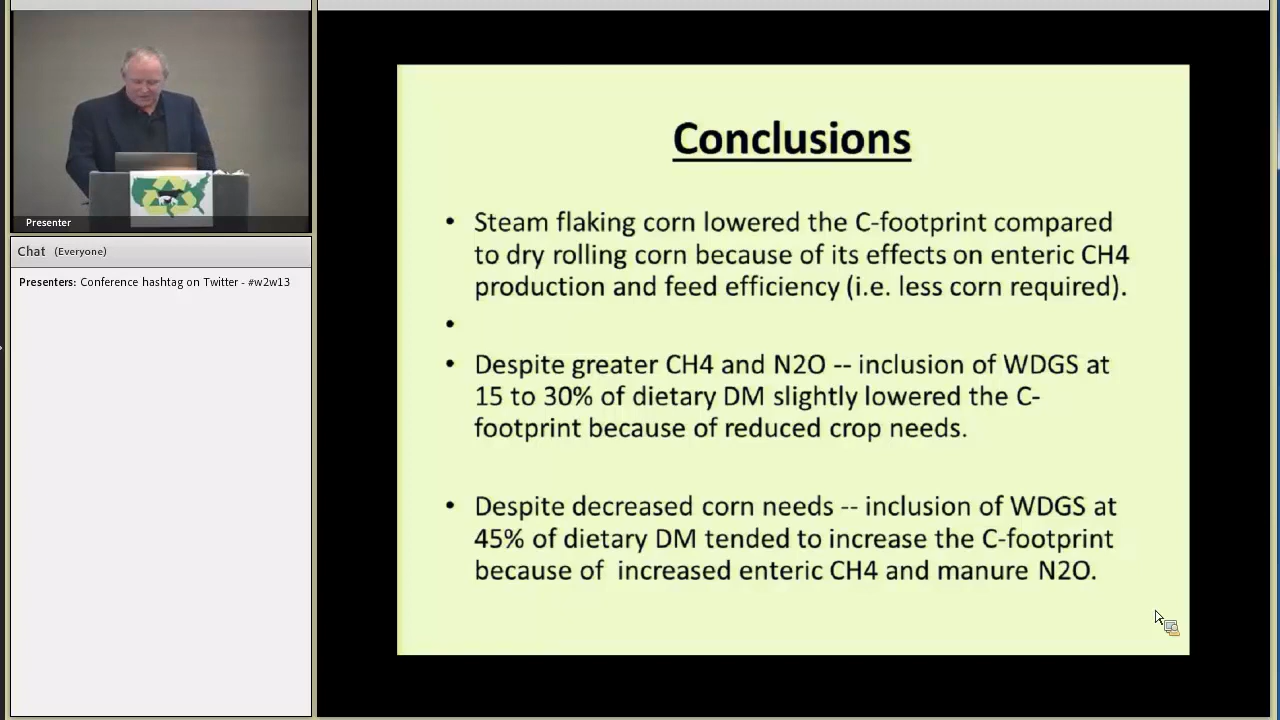 Presenter
Chat (Everyone)
Presenters: Conference hashtag on Twitter - #w2w13
Conclusions
• Steam flaking corn lowered the C-footprint compared
to dry rolling corn because of its effects on enteric CH4
production and feed efficiency (i.e. less corn required).
•
• Despite greater CH4 and N2O -- inclusion of WDGS at
15 to 30% of dietary DM slightly lowered the C-
footprint because of reduced crop needs.
• Despite decreased corn needs -- inclusion of WDGS at
45% of dietary DM tended to increase the C-footprint
because of  increased enteric CH4 and manure N2O.